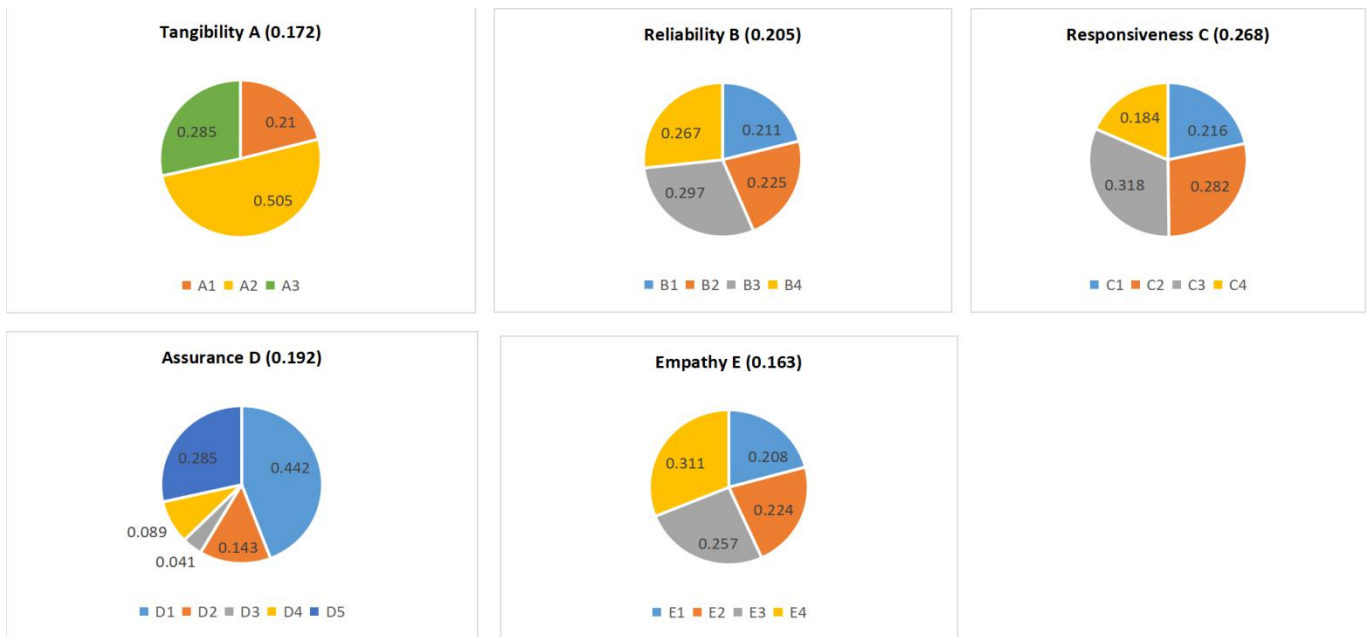 Tangibility A (0.172)
0.21
0.285
0.505
A1 A2 A3
Reliability B (0.205)
0.211
0.267
0.225
0.297
B1 B2 B3 B4
Responsiveness C (0.268)
0.184
0.216
0.318
0.282
C1 C2 C3 C4
Assurance D (0.192)
0.285
0.442
0.089
0.143
0.041
D1 D2 D3 D4 D5
Empathy E (0.163)
0.208
0.311
0.224
0.257
E1 E2 E3 E4